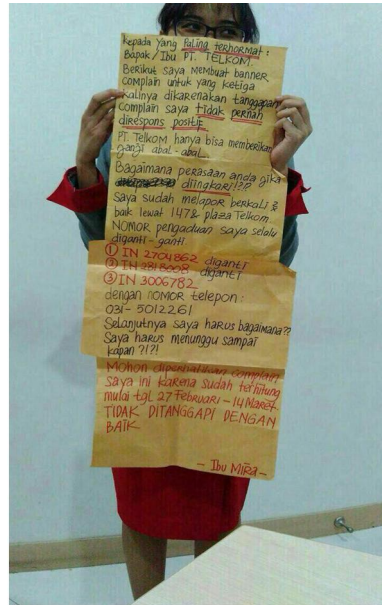 kepada Yang Paling terhormat :
Bapak / Ibu PT. TELKOM
Berikut saya membuat banner
complain untuk yang ketiga
kalinya dikarenakan tanggapan
complain saya tidak pernah
direspons positif
PT. Telkom hanya bisa memberikan
janji abal-abal
Bagaimana perasaan anda jika
diingkari!??
Saya sudah melapor berkali2
baik lewat 147 & plaza Telkom
NOMOR pengaduan saya selalu
diganti-ganti
① IN 2704862 diganti
② IN 2818008 diganti
③ IN 3006782
dengan NOMOR telepon :
031- 5012261
Selanjutnya saya harus bagaimana??
Saya harus menunggu sampai
kapan ?!?!
Mohon diperhatikan complain
saya ini karena sudah terhitung
mulai tgl 27 Februari - 14 Maret
TIDAK DITANGGAPI DENGAN
BAIK
- Ibu Mira -